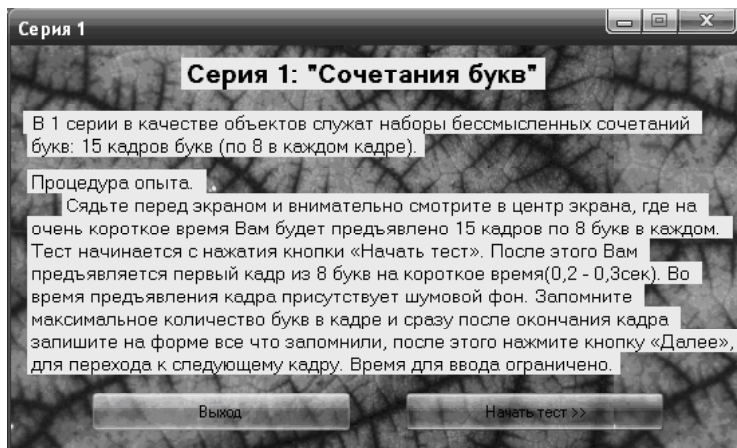 Серия 1
Серия 1: "Сочетания букв"
В 1 серии в качестве объектов служат наборы бессмысленных сочетаний
букв: 15 кадров букв (по 8 в каждом кадре).
Процедура опыта.
Сядьте перед экраном и внимательно смотрите в центр экрана, где на
очень короткое время Вам будет предъявлено 15 кадров по 8 букв в каждом.
Тест начинается с нажатия кнопки «Начать тест». После этого Вам
предъявляется первый кадр из 8 букв на короткое время(0,2 - 0,3сек). Во
время предъявления кадра присутствует шумовой фон. Запомните
максимальное количество букв в кадре и сразу после окончания кадра
запишите на форме все что запомнили, после этого нажмите кнопку «Далее»,
для перехода к следующему кадру. Время для ввода ограничено.
Выход
Начать тест >>